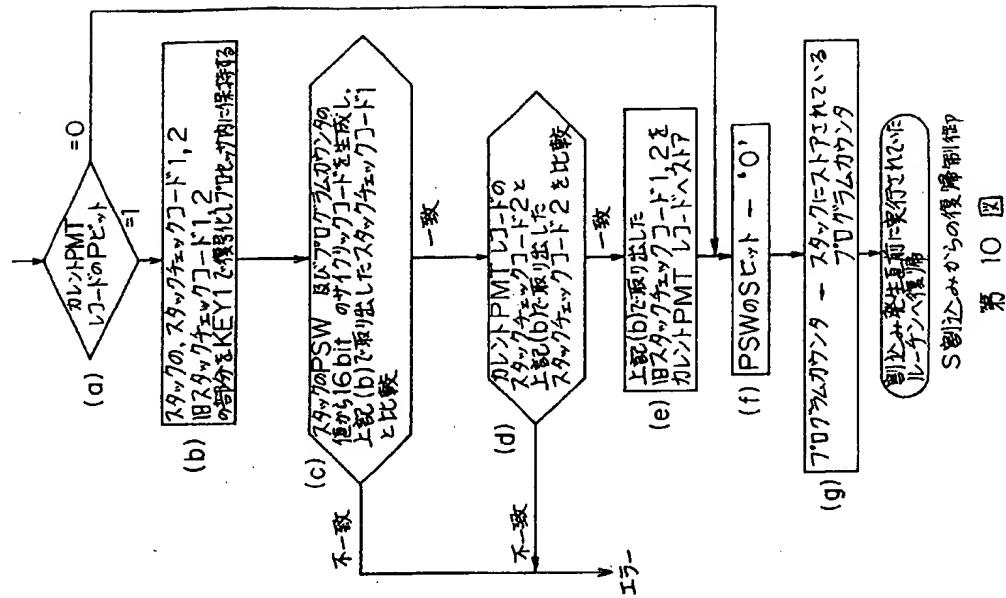 (a)
カレントPMT
レコードのPビット
=0
=1
(b)
スタックの、スタックチェックコード1,2
旧スタックチェックコード1,2
の部分をKEY1で復号化しプロセッサ内に保持する
(c)
スタックのPSW 及びプログラムカウンタの
値から16bit のサイクリックコードを生成し、
上記(b)で取り出したスタックチェックコード1
と比較
不一致
一致
(d)
カレントPMTレコードの
スタックチェックコード2と
上記(b)で取り出した
スタックチェックコード2を比較
不一致
一致
エラー
(e)
上記(b)で取り出した
旧スタックチェックコード1,2を
カレントPMT レコードへストア
(f)
PSWのSビット ー '0'
(g)
プログラムカウンタ ー スタックにストアされている
プログラムカウンタ
割込み発生直前に実行されていた
ルーチンへ復帰
S割込みからの復帰制御
第 10 図